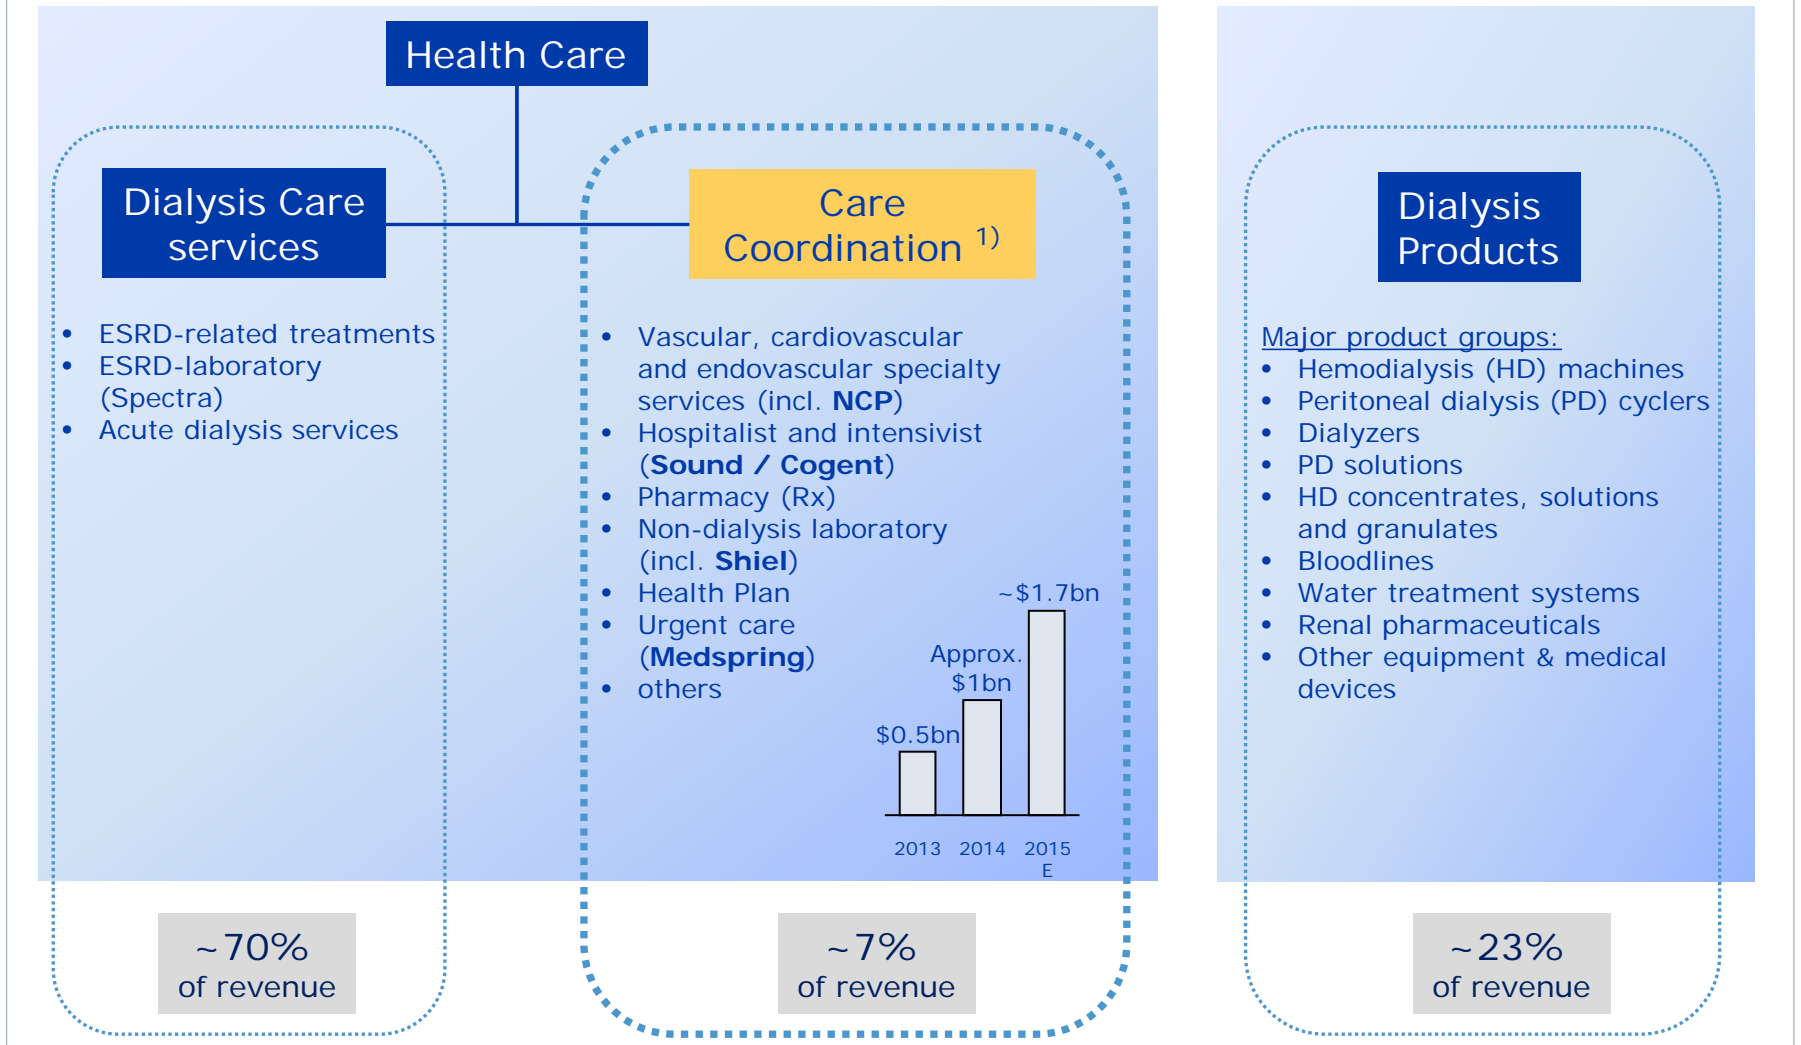 Health Care
Dialysis Care
services
• ESRD-related treatments
• ESRD-laboratory
(Spectra)
• Acute dialysis services
~70%
of revenue
Care
Coordination 1)
• Vascular, cardiovascular
and endovascular specialty
services (incl. NCP)
• Hospitalist and intensivist
(Sound / Cogent)
• Pharmacy (Rx)
• Non-dialysis laboratory
(incl. Shiel)
• Health Plan
• Urgent care
(Medspring)
• others
$0.5bn
Approx.
$1bn
~$1.7bn
2013 2014 2015
E
~7%
of revenue
Dialysis
Products
Major product groups:
• Hemodialysis (HD) machines
• Peritoneal dialysis (PD) cyclers
• Dialyzers
• PD solutions
• HD concentrates, solutions
and granulates
• Bloodlines
• Water treatment systems
• Renal pharmaceuticals
• Other equipment & medical
devices
~23%
of revenue